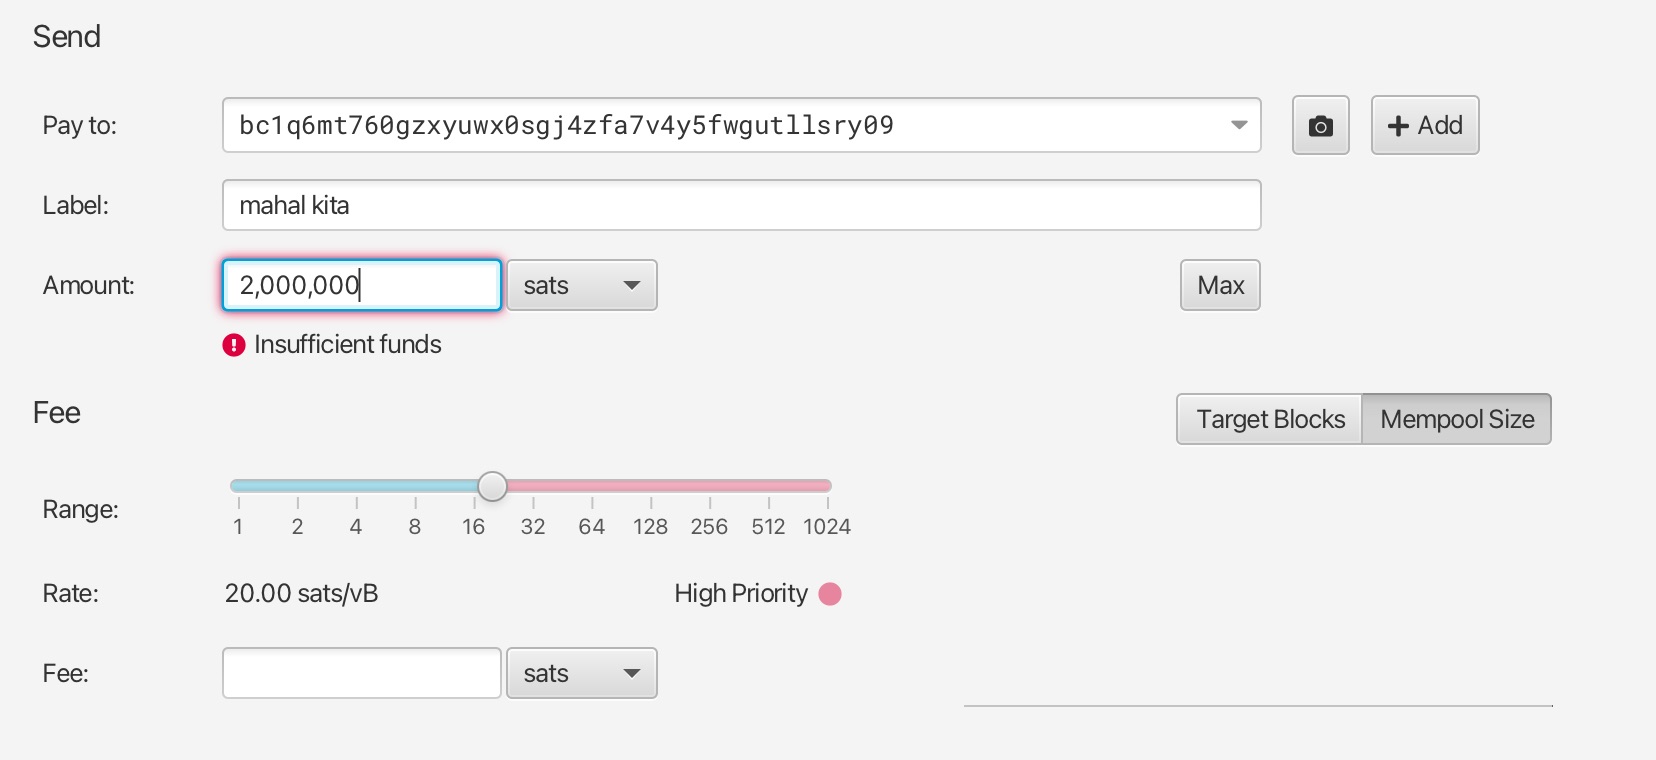 Send
Pay to: bc1q6mt760gzxyuwx0sgj4zfa7v4y5fwgutllsry09 Add
Label: mahal kita
Amount: 2,000,000 sats Max
Insufficient funds
Fee Target Blocks Mempool Size
Range: 1 2 4 8 16 32 64 128 256 512 1024
Rate: 20.00 sats/vB High Priority
Fee: sats